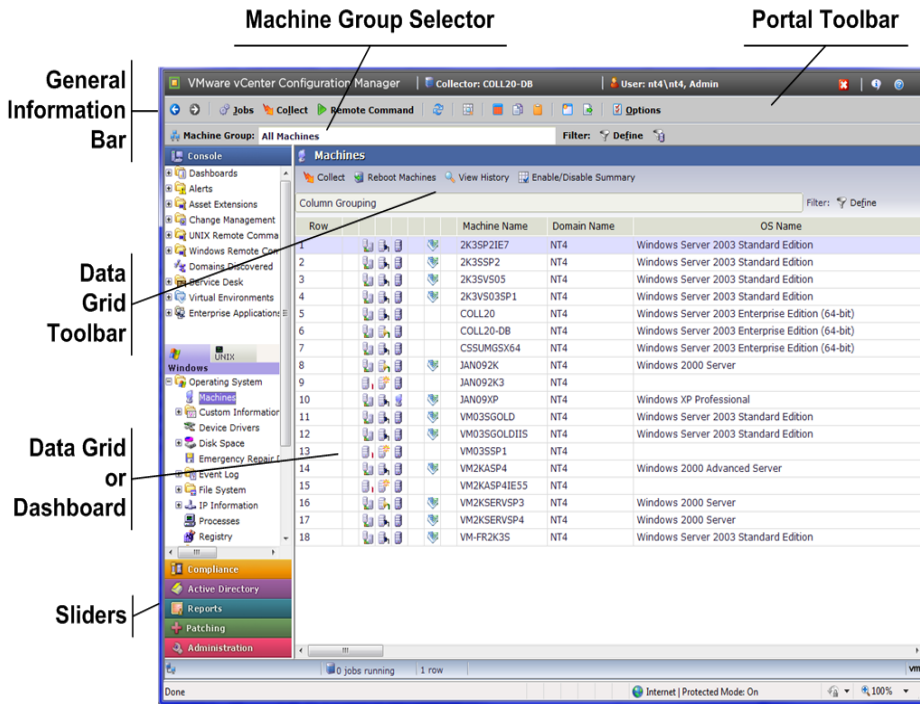 Machine Group Selector
Portal Toolbar
General
Information
Bar
VMware vCenter Configuration Manager
Collector: COLL20-DB
User: nt4\nt4, Admin
Jobs Collect Remote Command Options
Machine Group: All Machines Filter: Define
Console
Dashboards
Alerts
Asset Extensions
Change Management
UNIX Remote Comma
Windows Remote Con
Domains Discovered
Service Desk
Virtual Environments
Enterprise Applications
UNIX
Windows
Operating System
Machines
Custom Information
Device Drivers
Disk Space
Emergency Repair
Event Log
File System
IP Information
Processes
Registry
Compliance
Active Directory
Reports
Patching
Administration
Data
Grid
Toolbar
Data Grid
or
Dashboard
Sliders
Machines
Collect Reboot Machines View History Enable/Disable Summary
Column Grouping Filter: Define
Row Machine Name Domain Name OS Name
1 2K3SP2IE7 NT4 Windows Server 2003 Standard Edition
2 2K3SSP2 NT4 Windows Server 2003 Standard Edition
3 2K3SVS05 NT4 Windows Server 2003 Standard Edition
4 2K3VS03SP1 NT4 Windows Server 2003 Standard Edition
5 COLL20 NT4 Windows Server 2003 Enterprise Edition (64-bit)
6 COLL20-DB NT4 Windows Server 2003 Enterprise Edition (64-bit)
7 CSSUMGSX64 NT4 Windows Server 2003 Enterprise Edition (64-bit)
8 JAN092K NT4 Windows 2000 Server
9 JAN092K3 NT4
10 JAN09XP NT4 Windows XP Professional
11 VM03SGOLD NT4 Windows Server 2003 Standard Edition
12 VM03SGOLDIIS NT4 Windows Server 2003 Standard Edition
13 VM03SSP1 NT4
14 VM2KASP4 NT4 Windows 2000 Advanced Server
15 VM2KASP4IE55 NT4
16 VM2KSERVSP3 NT4 Windows 2000 Server
17 VM2KSERVSP4 NT4 Windows 2000 Server
18 VM-FR2K3S NT4 Windows Server 2003 Standard Edition
0 jobs running 1 row vm
Done Internet | Protected Mode: On 100%